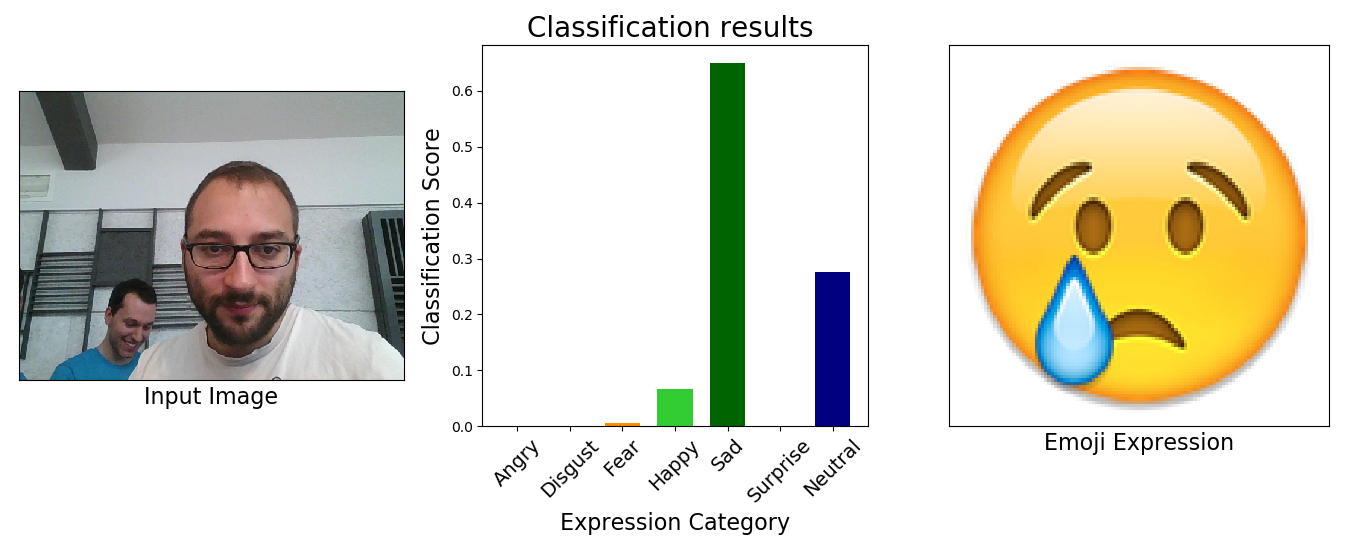 Classification results
Classification Score
0.6
0.5
0.4
0.3
0.2
0.1
0.0
Angry
Disgust
Fear
Happy
Sad
Surprise
Neutral
Expression Category
Input Image
Emoji Expression